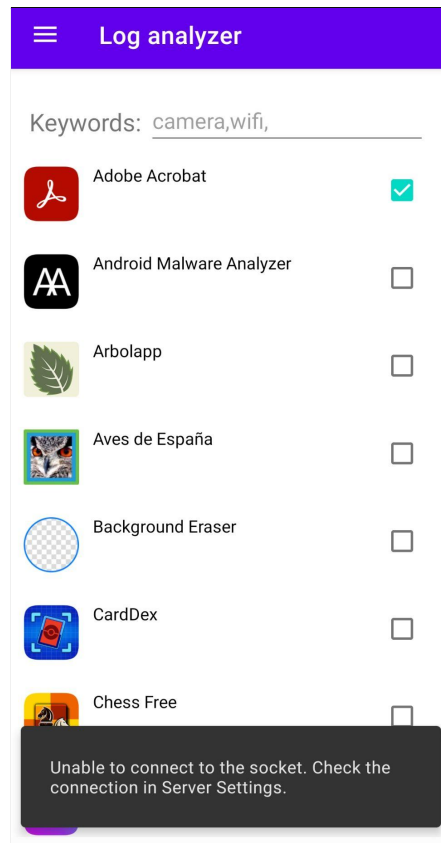 Log analyzer
Keywords: camera,wifi,
Adobe Acrobat
Android Malware Analyzer
AA
Arbolapp
Aves de España
Background Eraser
CardDex
Chess Free
Unable to connect to the socket. Check the
connection in Server Settings.